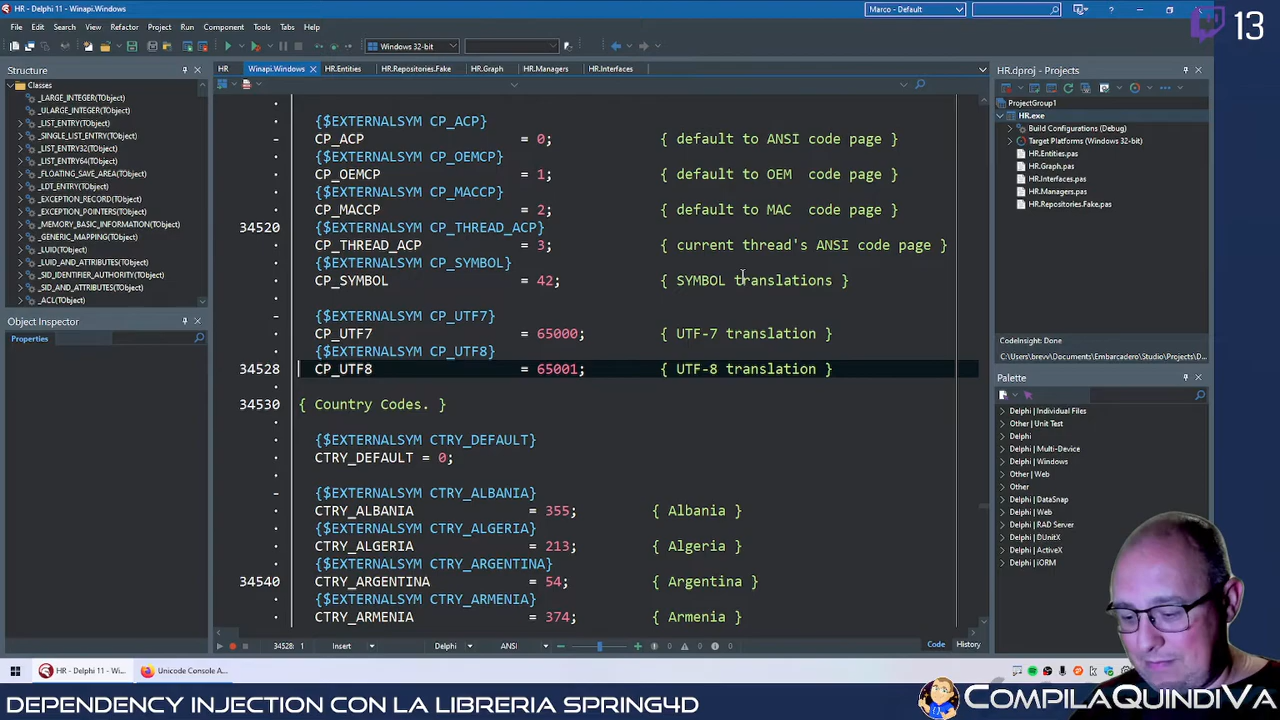 HR - Delphi 11 - Winapi.Windows
Marco - Default
13
File Edit Search View Refactor Project Run Component Tools Tabs Help
Windows 32-bit
Structure
Classes
_LARGE_INTEGER(TObject)
_ULARGE_INTEGER(TObject)
_LIST_ENTRY(TObject)
_SINGLE_LIST_ENTRY(TObject)
_LIST_ENTRY32(TObject)
_LIST_ENTRY64(TObject)
_FLOATING_SAVE_AREA(TObject)
_LDT_ENTRY(TObject)
_EXCEPTION_RECORD(TObject)
_EXCEPTION_POINTERS(TObject)
_MEMORY_BASIC_INFORMATION(TObject)
_GENERIC_MAPPING(TObject)
_LUID(TObject)
_LUID_AND_ATTRIBUTES(TObject)
_SID_IDENTIFIER_AUTHORITY(TObject)
_SID_AND_ATTRIBUTES(TObject)
_ACL(TObject)
Object Inspector
Properties
HR Winapi.Windows HR.Entities HR.Repositories.Fake HR.Graph HR.Managers HR.Interfaces
{$EXTERNALSYM CP_ACP}
CP_ACP = 0; { default to ANSI code page }
{$EXTERNALSYM CP_OEMCP}
CP_OEMCP = 1; { default to OEM  code page }
{$EXTERNALSYM CP_MACCP}
CP_MACCP = 2; { default to MAC  code page }
34520 {$EXTERNALSYM CP_THREAD_ACP}
CP_THREAD_ACP = 3; { current thread's ANSI code page }
{$EXTERNALSYM CP_SYMBOL}
CP_SYMBOL = 42; { SYMBOL translations }
{$EXTERNALSYM CP_UTF7}
CP_UTF7 = 65000; { UTF-7 translation }
{$EXTERNALSYM CP_UTF8}
34528 CP_UTF8 = 65001; { UTF-8 translation }
34530 { Country Codes. }
{$EXTERNALSYM CTRY_DEFAULT}
CTRY_DEFAULT = 0;
{$EXTERNALSYM CTRY_ALBANIA}
CTRY_ALBANIA = 355; { Albania }
{$EXTERNALSYM CTRY_ALGERIA}
CTRY_ALGERIA = 213; { Algeria }
{$EXTERNALSYM CTRY_ARGENTINA}
34540 CTRY_ARGENTINA = 54; { Argentina }
{$EXTERNALSYM CTRY_ARMENIA}
CTRY_ARMENIA = 374; { Armenia }
34528: 1 Insert Delphi ANSI 0 0 0 Code History
HR.dproj - Projects
ProjectGroup1
HR.exe
Build Configurations (Debug)
Target Platforms (Windows 32-bit)
HR.Entities.pas
HR.Graph.pas
HR.Interfaces.pas
HR.Managers.pas
HR.Repositories.Fake.pas
CodeInsight: Done
C:\Users\brevv\Documents\Embarcadero\Studio\Projects\D...
Palette
Delphi | Individual Files
Other | Unit Test
Delphi
Delphi | Multi-Device
Delphi | Windows
Other | Web
Other
Delphi | DataSnap
Delphi | Web
Delphi | RAD Server
Delphi | DUnitX
Delphi | ActiveX
Delphi | iORM
HR - Delphi 11 - Wi... Unicode Console A...
DEPENDENCY INJECTION CON LA LIBRERIA SPRING4D
COMPILAQUINDIVA